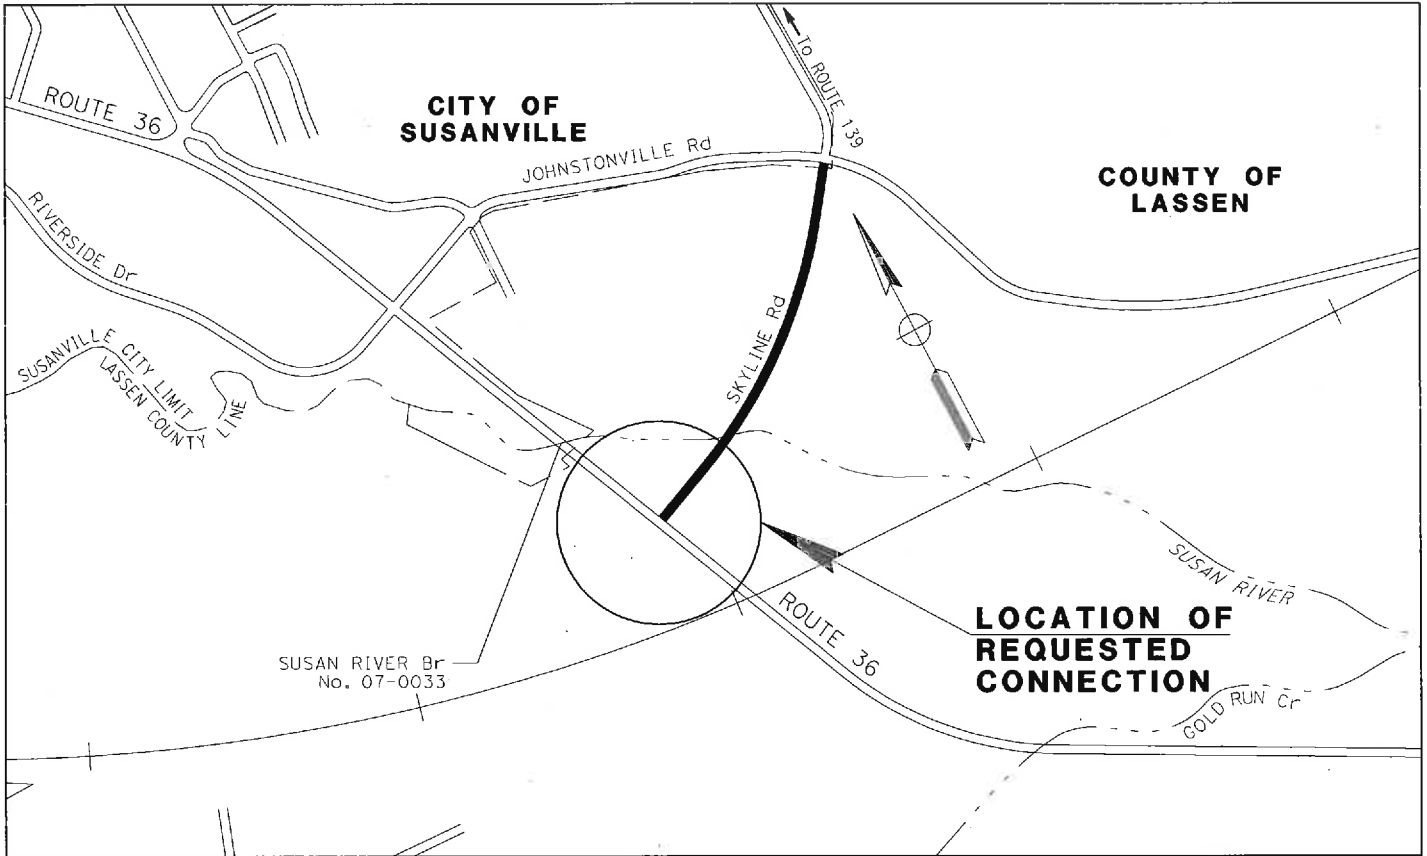 To ROUTE 139
ROUTE 36
CITY OF
SUSANVILLE
JOHNSTONVILLE Rd
COUNTY OF
LASSEN
RIVERSIDE Dr
SKYLINE Rd
SUSANVILLE CITY LIMIT
LASSEN COUNTY LINE
SUSAN RIVER
ROUTE 36
LOCATION OF
REQUESTED
CONNECTION
SUSAN RIVER Br
No. 07-0033
GOLD RUN Cr